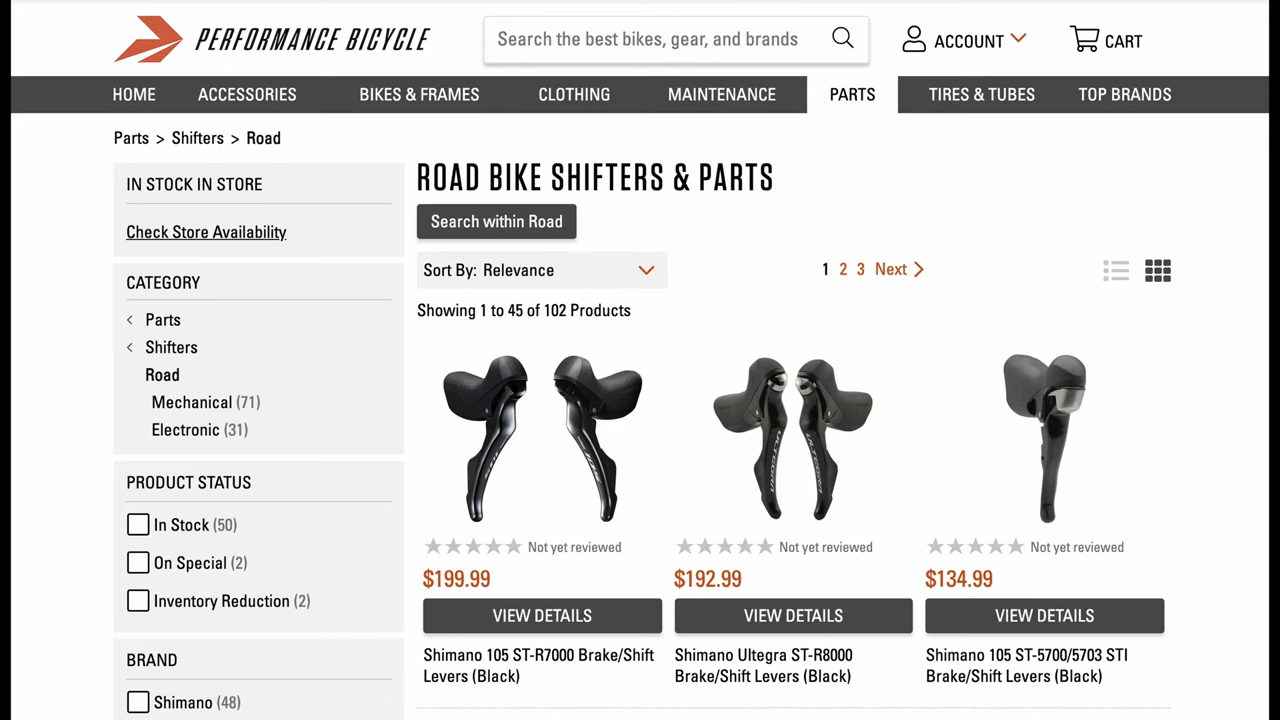 PERFORMANCE BICYCLE
Search the best bikes, gear, and brands
ACCOUNT
CART
HOME
ACCESSORIES
BIKES & FRAMES
CLOTHING
MAINTENANCE
PARTS
TIRES & TUBES
TOP BRANDS
Parts > Shifters > Road
IN STOCK IN STORE
Check Store Availability
CATEGORY
< Parts
< Shifters
Road
Mechanical (71)
Electronic (31)
PRODUCT STATUS
In Stock (50)
On Special (2)
Inventory Reduction (2)
BRAND
Shimano (48)
ROAD BIKE SHIFTERS & PARTS
Search within Road
Sort By: Relevance
1 2 3 Next >
Showing 1 to 45 of 102 Products
ULTEGRA
ULTEGRA
Not yet reviewed
$199.99
VIEW DETAILS
Shimano 105 ST-R7000 Brake/Shift
Levers (Black)
Not yet reviewed
$192.99
VIEW DETAILS
Shimano Ultegra ST-R8000
Brake/Shift Levers (Black)
Not yet reviewed
$134.99
VIEW DETAILS
Shimano 105 ST-5700/5703 STI
Brake/Shift Levers (Black)